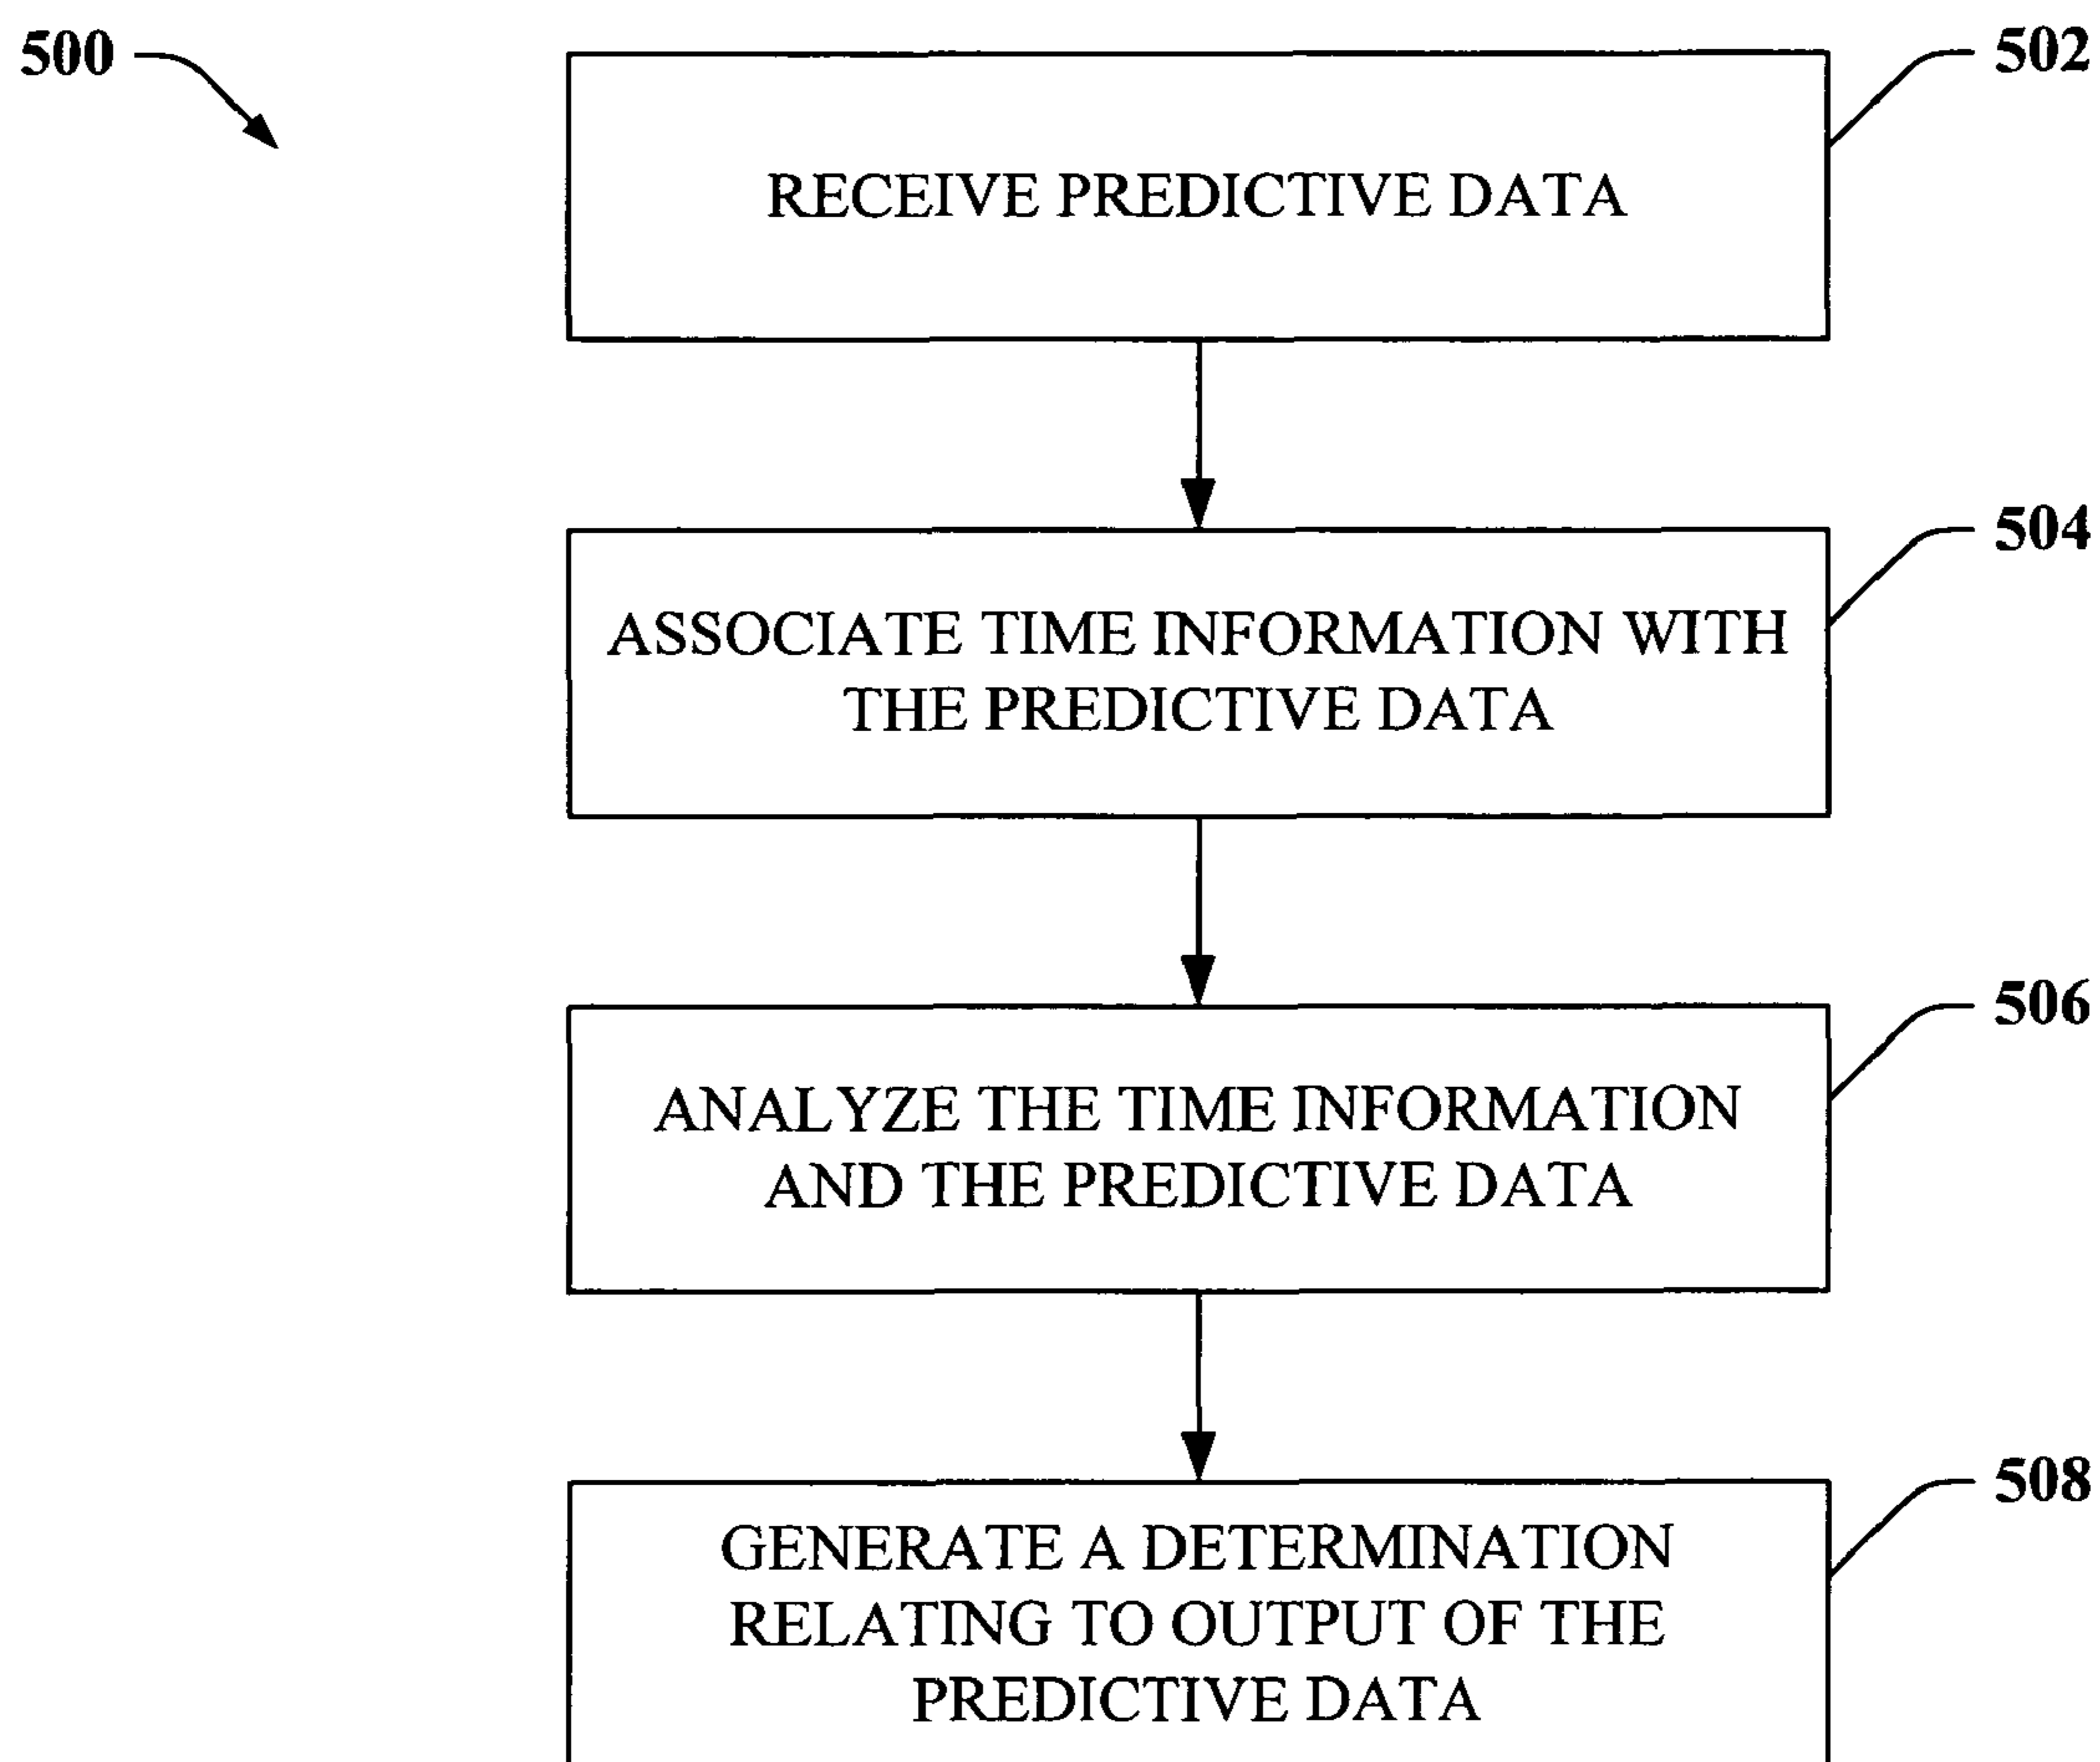 500
502
RECEIVE PREDICTIVE DATA
504
ASSOCIATE TIME INFORMATION WITH
THE PREDICTIVE DATA
506
ANALYZE THE TIME INFORMATION
AND THE PREDICTIVE DATA
508
GENERATE A DETERMINATION
RELATING TO OUTPUT OF THE
PREDICTIVE DATA